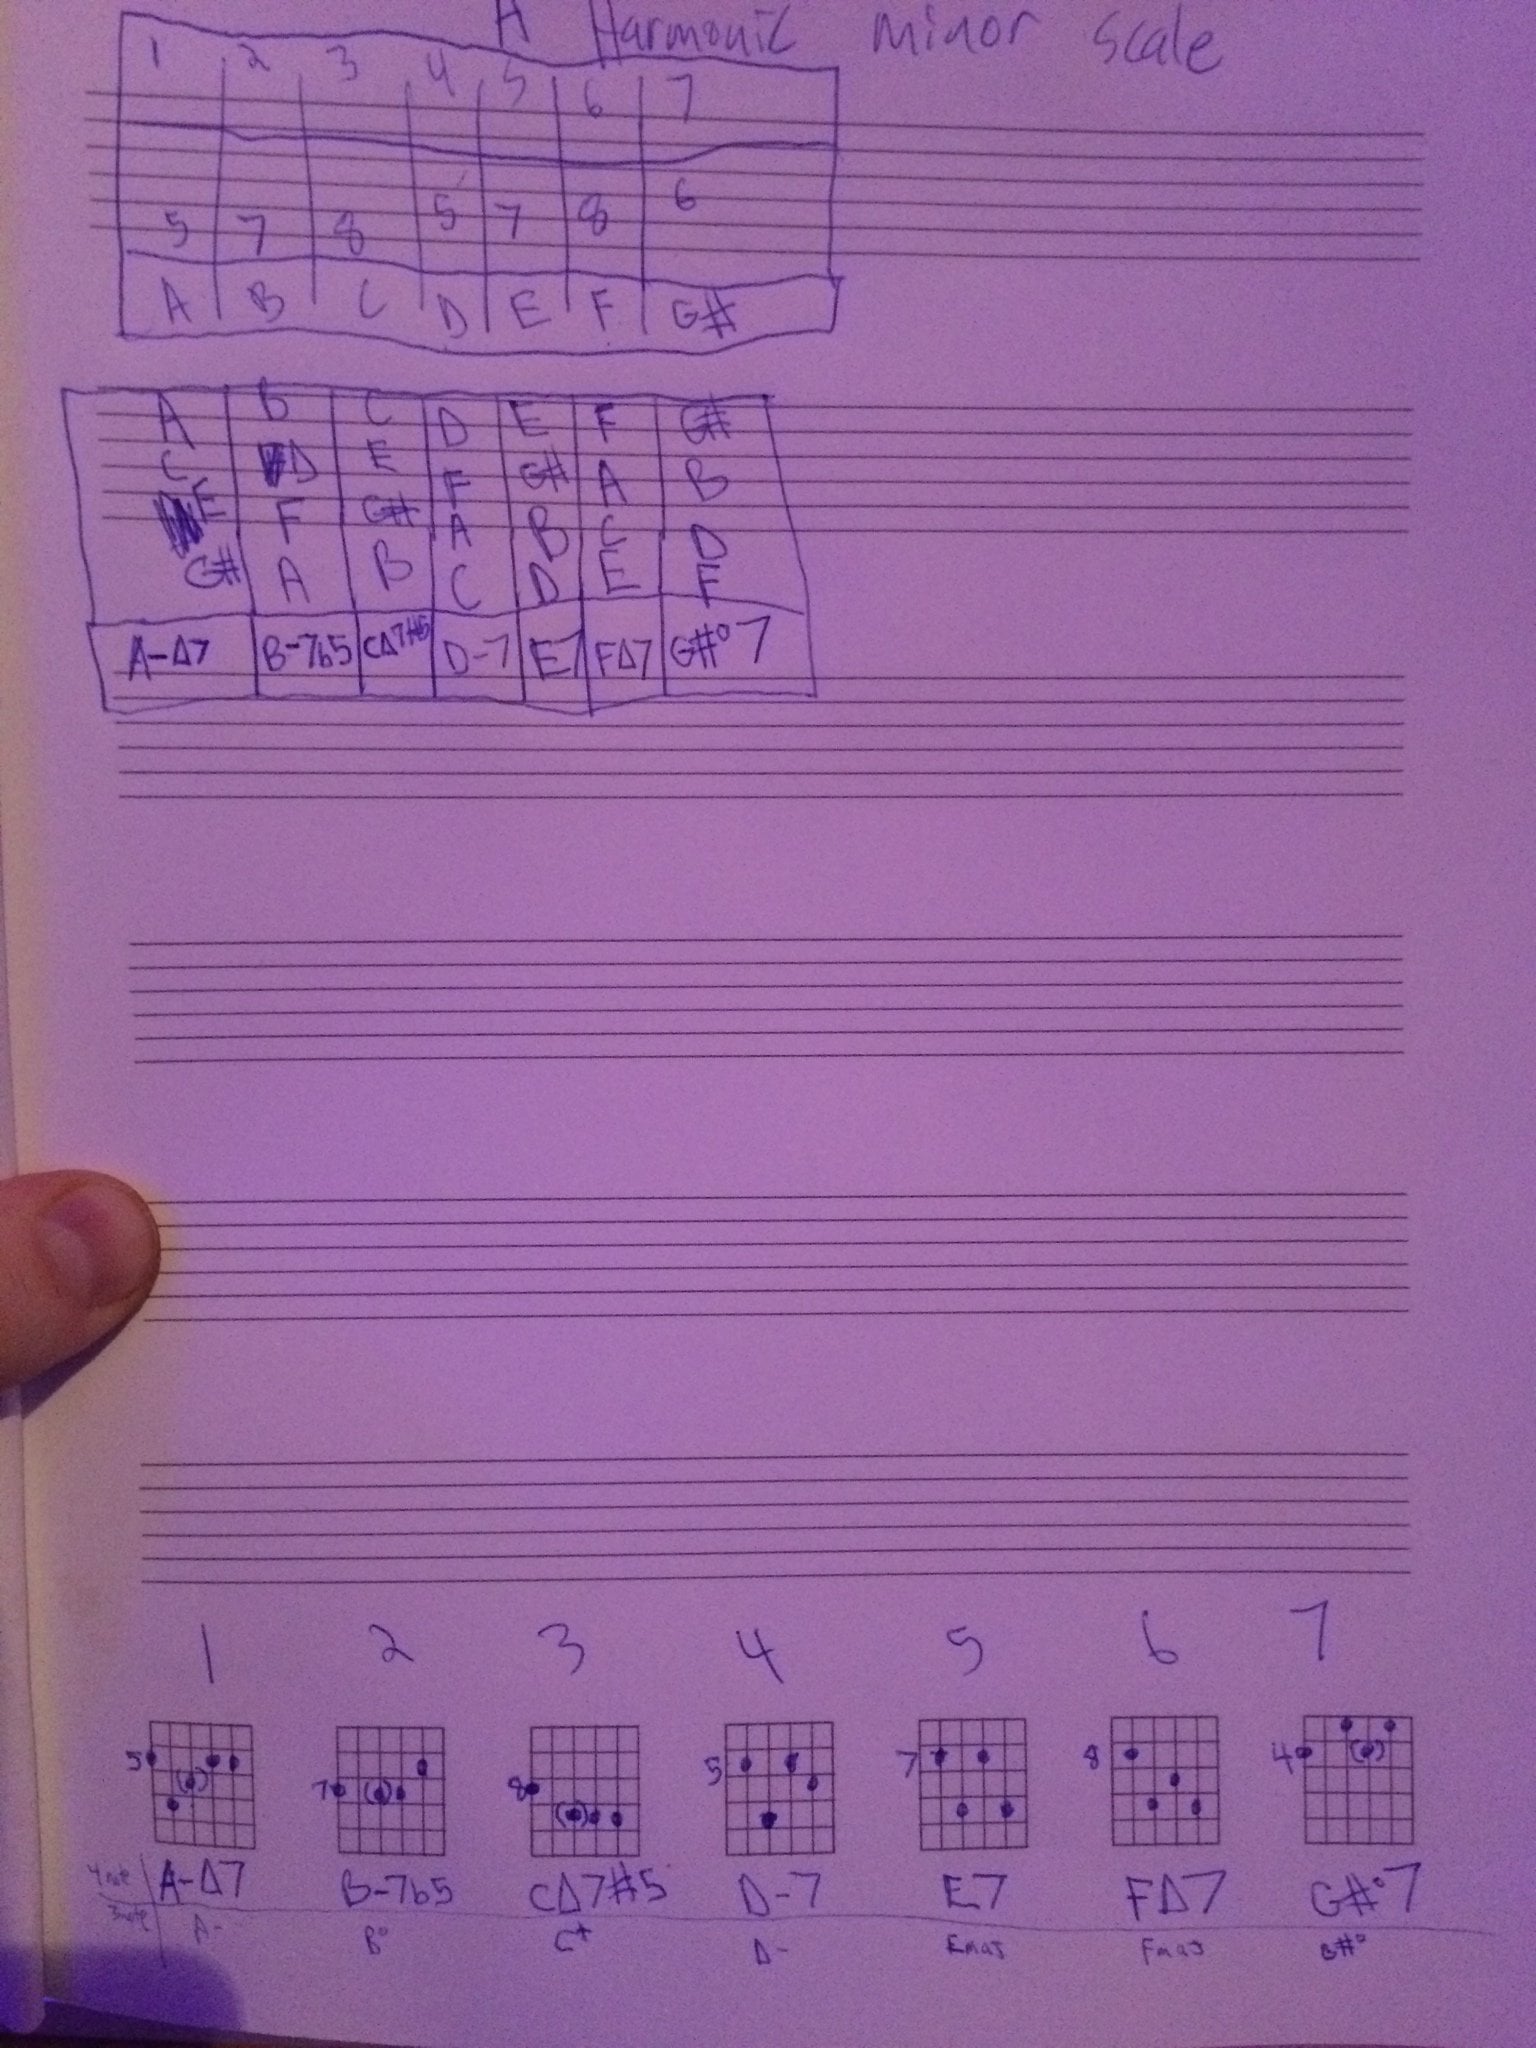 A Harmonic minor scale
1 2 3 4 5 6 7
5 7 8 5 7 8 6
A B C D E F G#
A B C D E F G#
C D E F G# A B
E F G# A B C D
G# A B C D E F
A-Δ7 B-7b5 CΔ7#5 D-7 E7 FΔ7 G#°7
1 2 3 4 5 6 7
5 7 8 5 7 8 4
4 note A-Δ7 B-7b5 CΔ7#5 D-7 E7 FΔ7 G#°7
3 note A- B° C+ D- Emaj Fmaj G#°